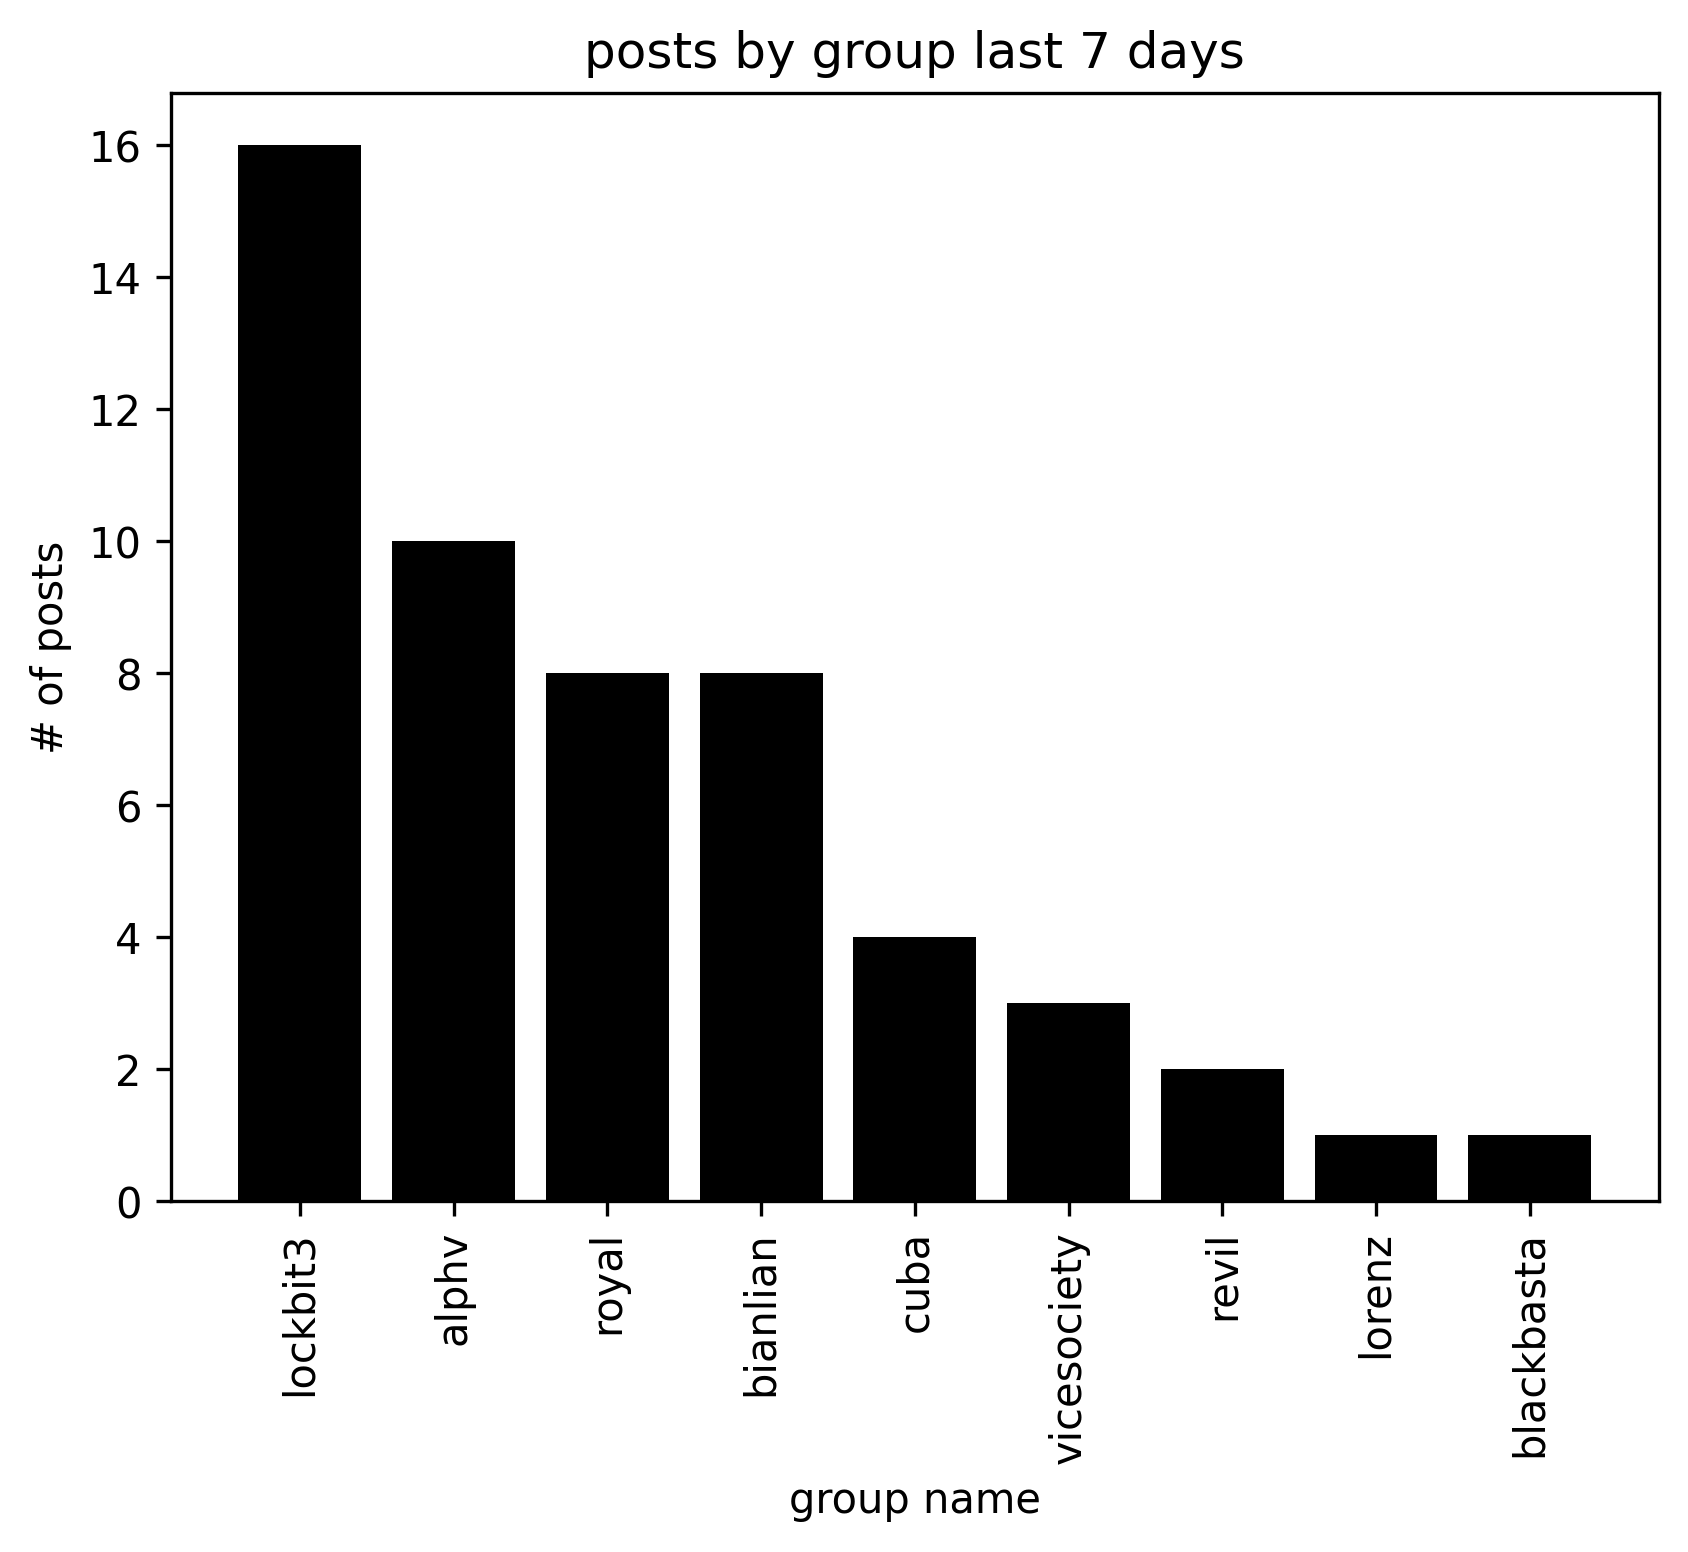 posts by group last 7 days
# of posts
16
14
12
10
8
6
4
2
0
lockbit3
alphv
royal
bianlian
cuba
vicesociety
revil
lorenz
blackbasta
group name